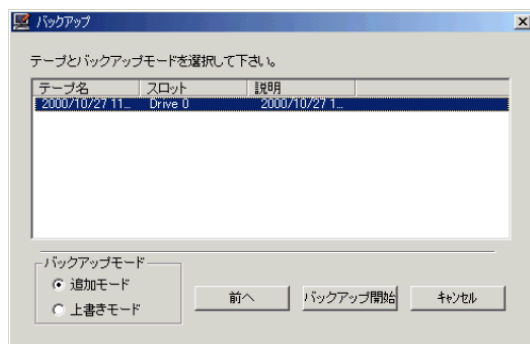 バックアップ
テープとバックアップモードを選択して下さい。
テープ名 スロット 説明
2000/10/27 11... Drive 0 2000/10/27 1...
バックアップモード
追加モード
上書きモード
前へ バックアップ開始 キャンセル